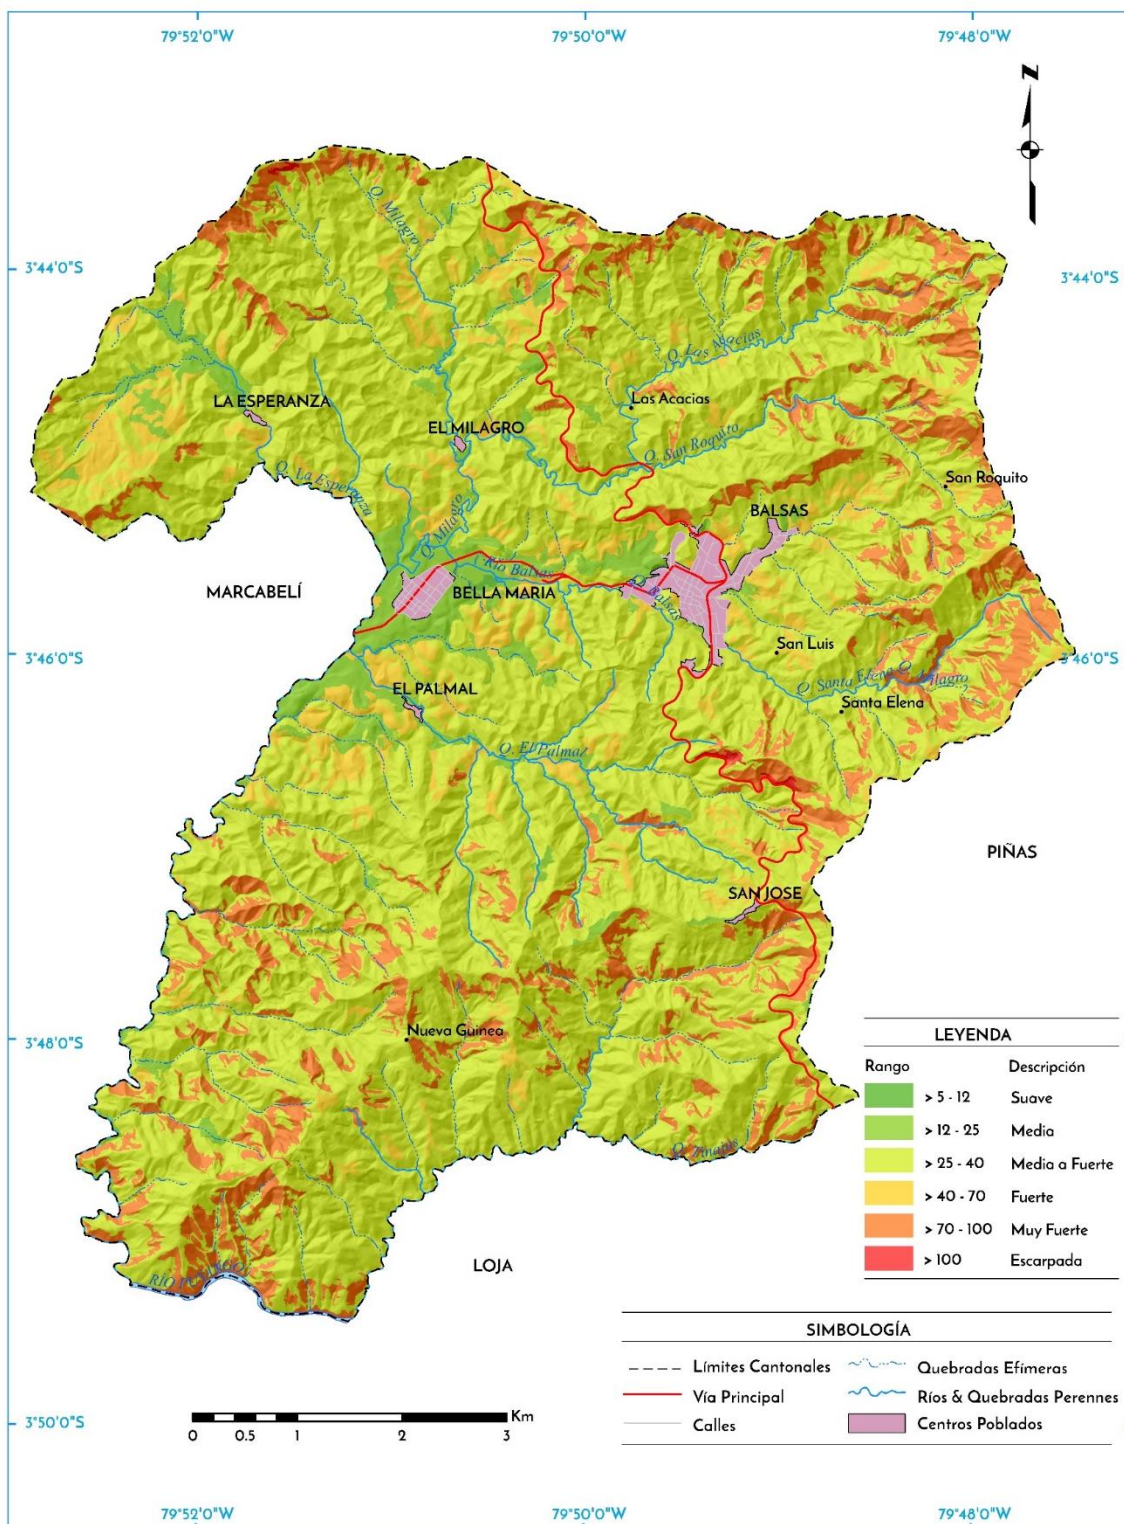 79°52'0"W 79°50'0"W 79°48'0"W
N
Q. Milagro
3°44'0"S 3°44'0"S
Q. Las Acacias
LA ESPERANZA
Las Acacias
EL MILAGRO
Q. San Roquito
Q. La Esperanza
San Roquito
Q. Milagro
BALSAS
Río Balsas
MARCABELÍ
BELLA MARIA
Q. Balsas
San Luis
3°46'0"S 3°46'0"S
Q. Santa Elena Q. Milagro
EL PALMAL
Santa Elena
Q. El Palmal
PIÑAS
SAN JOSE
Nueva Guinea
3°48'0"S
LEYENDA
Rango Descripción
> 5 - 12 Suave
> 12 - 25 Media
> 25 - 40 Media a Fuerte
> 40 - 70 Fuerte
> 70 - 100 Muy Fuerte
> 100 Escarpada
LOJA
SIMBOLOGÍA
Límites Cantonales Quebradas Efímeras
Vía Principal Ríos & Quebradas Perennes
Calles Centros Poblados
3°50'0"S
Km
0 0.5 1 2 3
79°52'0"W 79°50'0"W 79°48'0"W